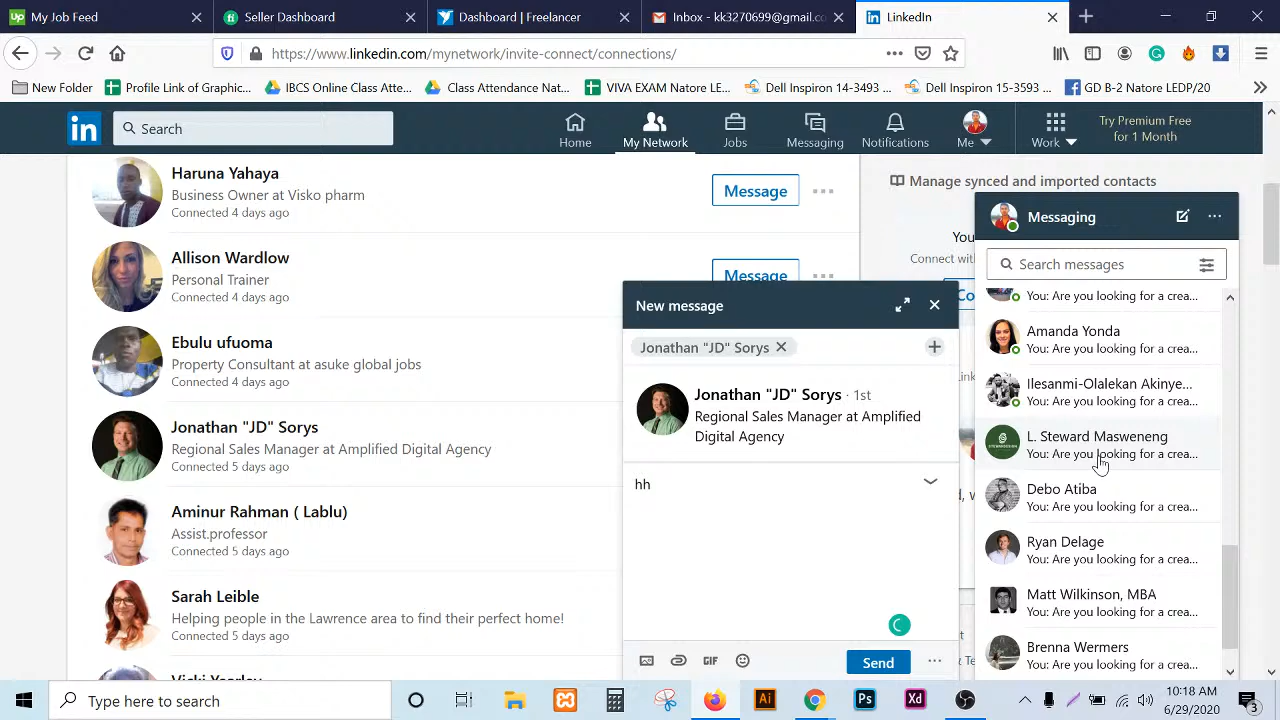 My Job Feed
Seller Dashboard
Dashboard | Freelancer
Inbox - kk3270699@gmail.co
LinkedIn
https://www.linkedin.com/mynetwork/invite-connect/connections/
New Folder
Profile Link of Graphic...
IBCS Online Class Atte...
Class Attendance Nat...
VIVA EXAM Natore LE...
Dell Inspiron 14-3493 ...
Dell Inspiron 15-3593 ...
GD B-2 Natore LEDP/20
Search
Home
My Network
Jobs
Messaging
Notifications
Me
Work
Try Premium Free
for 1 Month
Haruna Yahaya
Business Owner at Visko pharm
Connected 4 days ago
Message
Allison Wardlow
Personal Trainer
Connected 4 days ago
Message
Ebulu ufuoma
Property Consultant at asuke global jobs
Connected 4 days ago
Jonathan "JD" Sorys
Regional Sales Manager at Amplified Digital Agency
Connected 5 days ago
Aminur Rahman ( Lablu)
Assist.professor
Connected 5 days ago
Sarah Leible
Helping people in the Lawrence area to find their perfect home!
Connected 5 days ago
Manage synced and imported contacts
You
Connect with
Co
New message
Jonathan "JD" Sorys
Jonathan "JD" Sorys · 1st
Regional Sales Manager at Amplified
Digital Agency
hh
GIF
Send
Messaging
Search messages
You: Are you looking for a crea...
Amanda Yonda
You: Are you looking for a crea...
Ilesanmi-Olalekan Akinye...
You: Are you looking for a crea...
L. Steward Masweneng
You: Are you looking for a crea...
Debo Atiba
You: Are you looking for a crea...
Ryan Delage
You: Are you looking for a crea...
Matt Wilkinson, MBA
You: Are you looking for a crea...
Brenna Wermers
You: Are you looking for a crea...
Type here to search
Ai
Ps
Xd
10:18 AM
6/29/2020
3